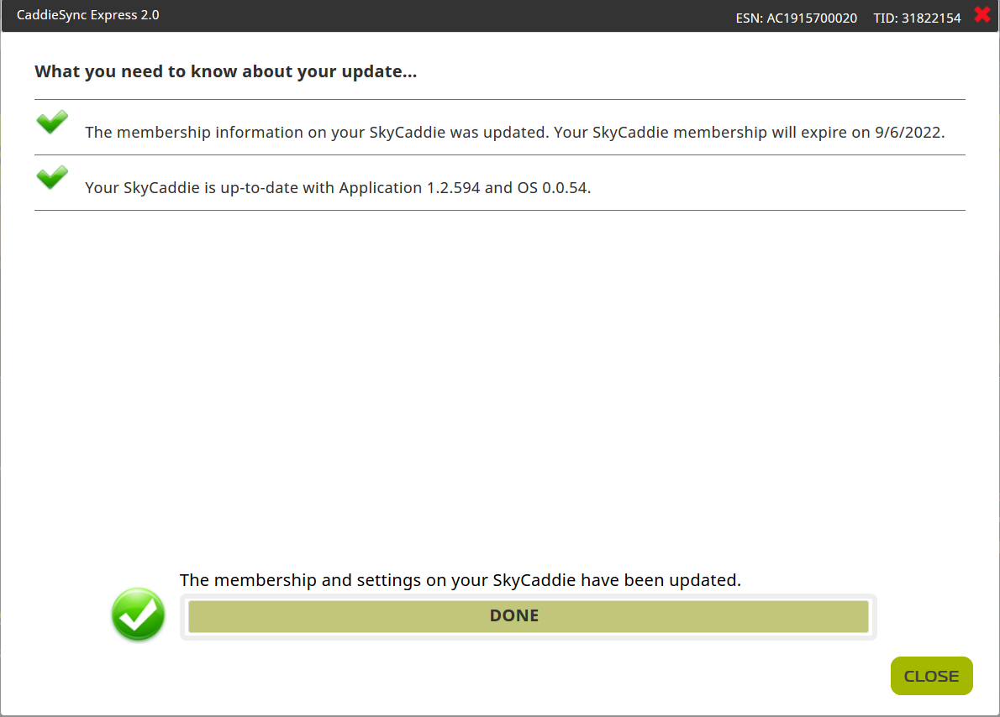 CaddieSync Express 2.0
ESN: AC1915700020 TID: 31822154
What you need to know about your update...
The membership information on your SkyCaddie was updated. Your SkyCaddie membership will expire on 9/6/2022.
Your SkyCaddie is up-to-date with Application 1.2.594 and OS 0.0.54.
The membership and settings on your SkyCaddie have been updated.
DONE
CLOSE